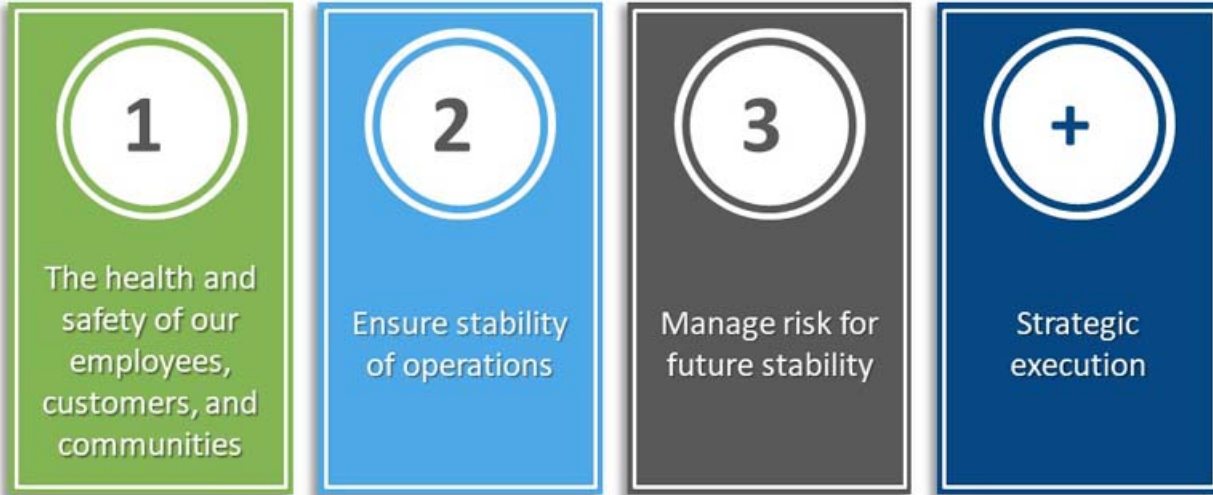 1
The health and
safety of our
employees,
customers, and
communities
2
Ensure stability
of operations
3
Manage risk for
future stability
+
Strategic
execution